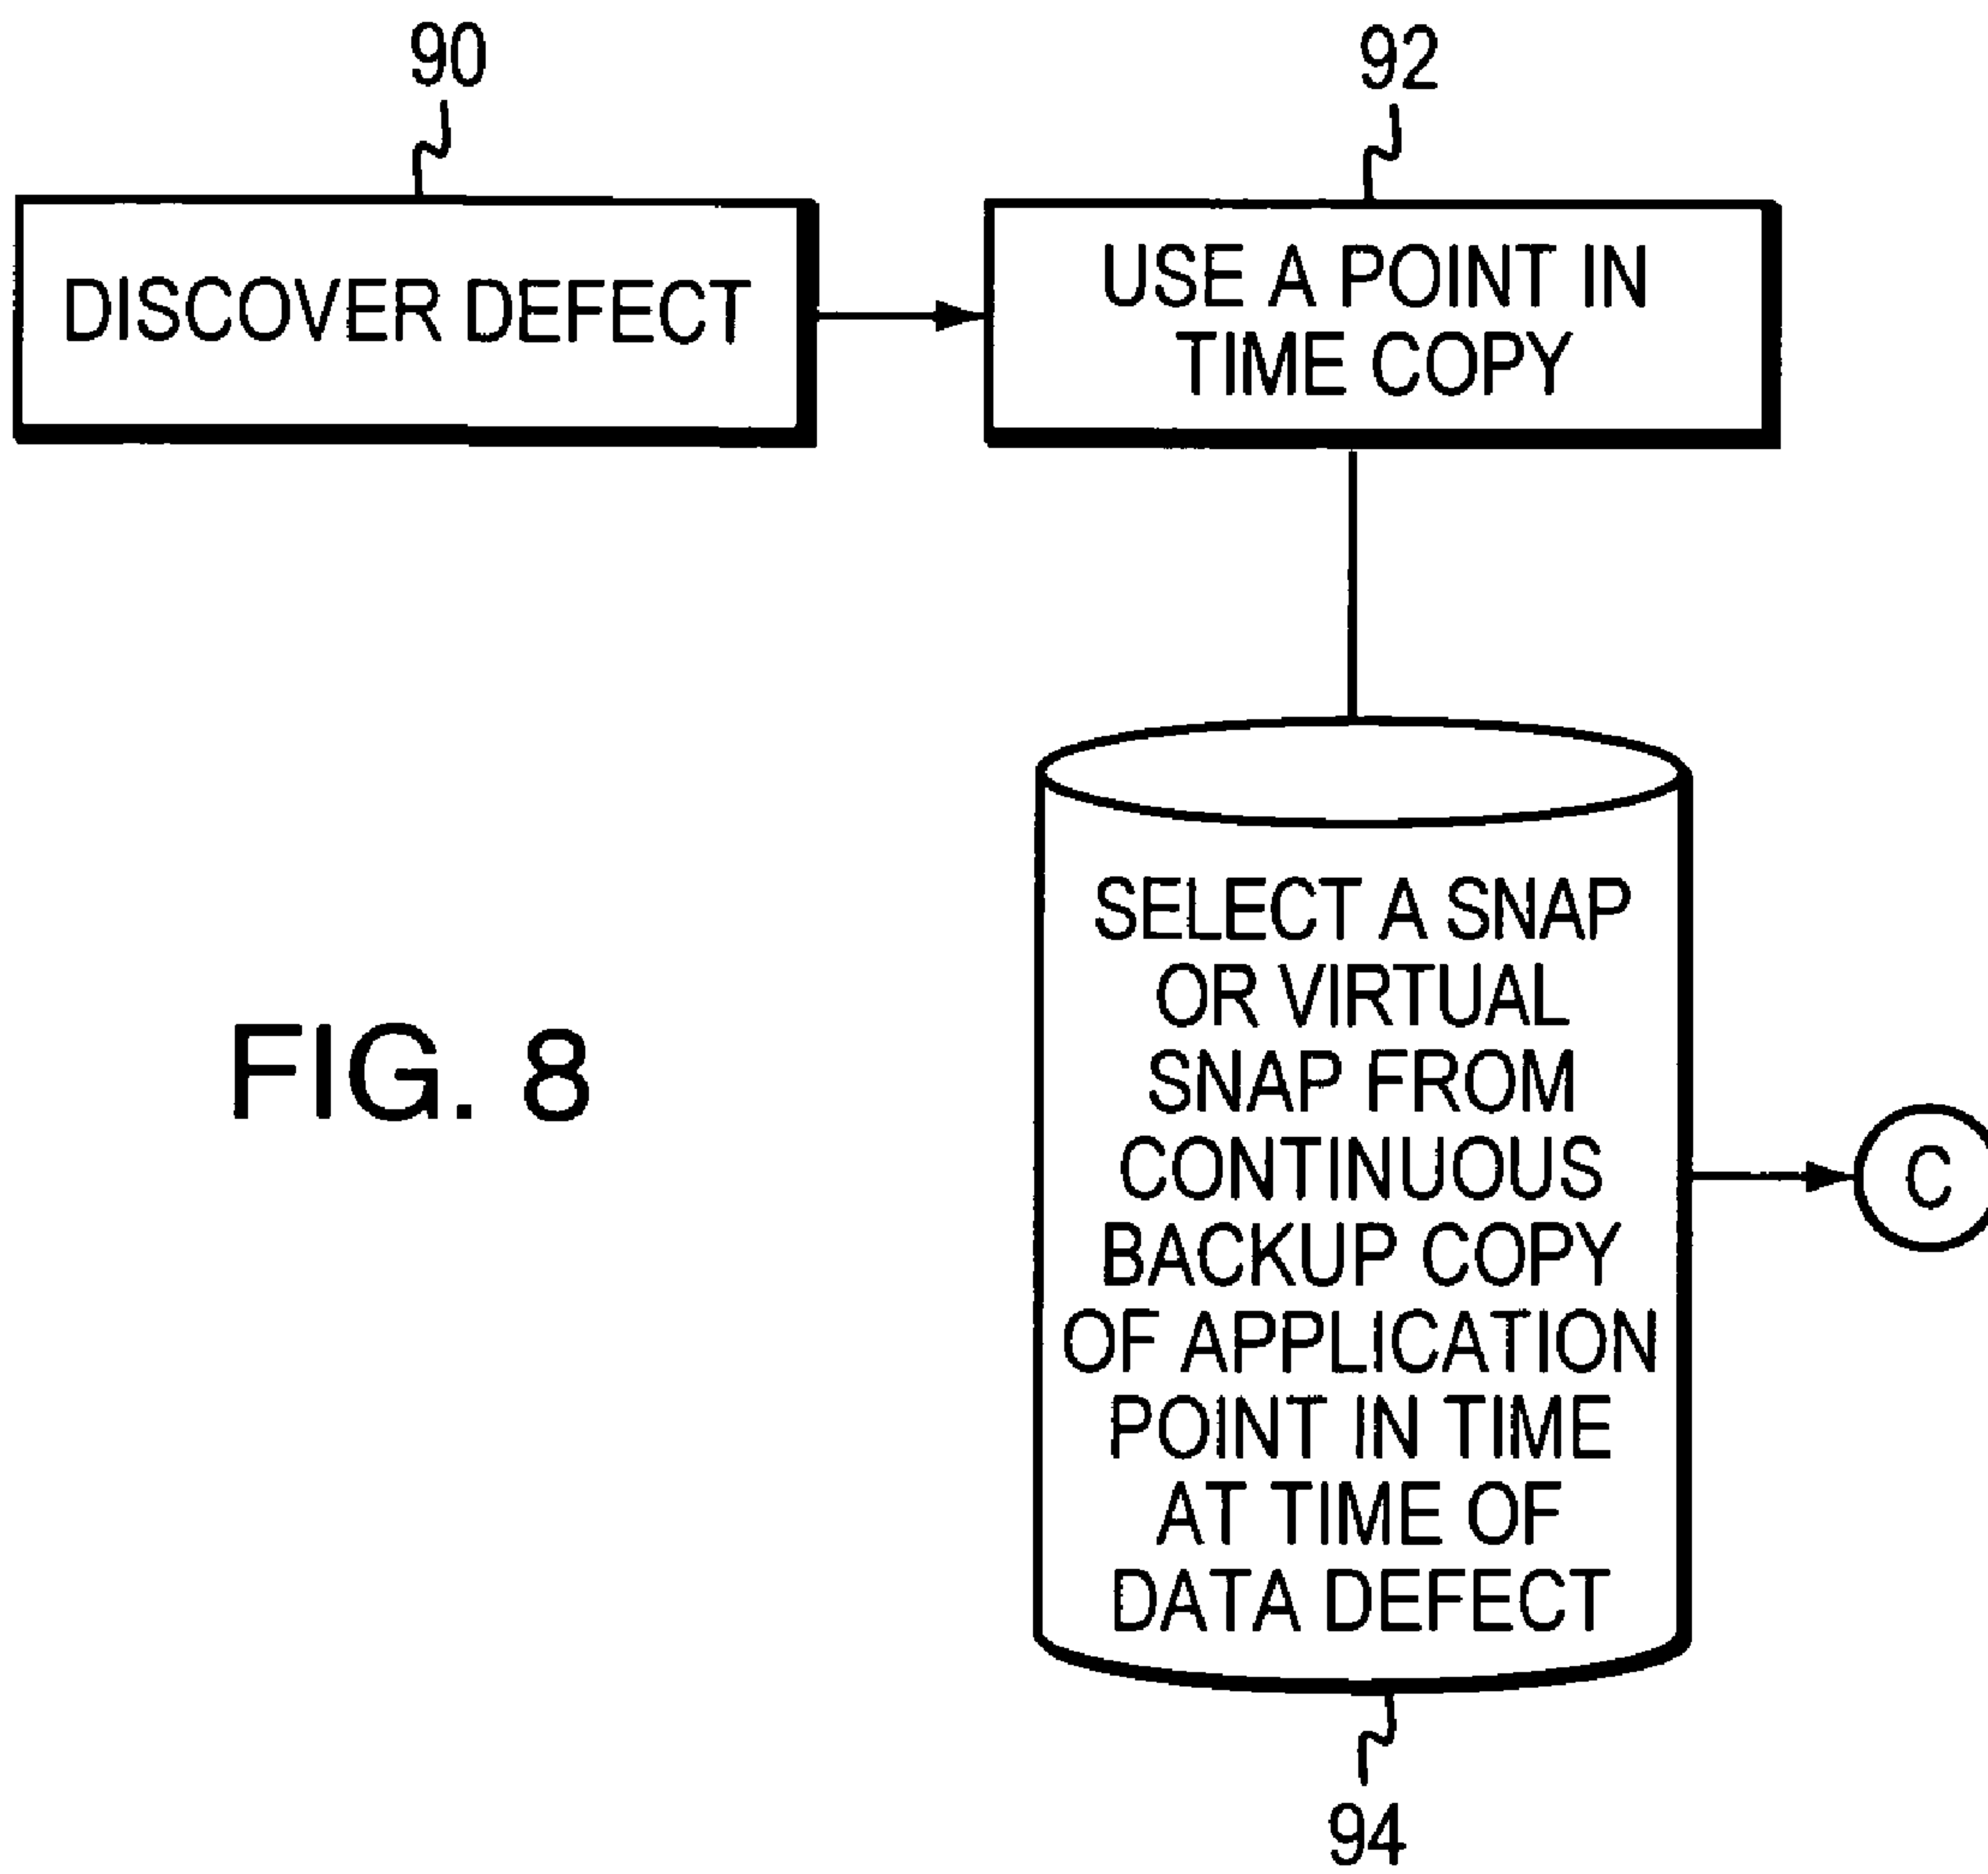 90
92
DISCOVER DEFECT
USE A POINT IN
TIME COPY
SELECT A SNAP
OR VIRTUAL
SNAP FROM
CONTINUOUS
BACKUP COPY
OF APPLICATION
POINT IN TIME
AT TIME OF
DATA DEFECT
C
FIG. 8
94